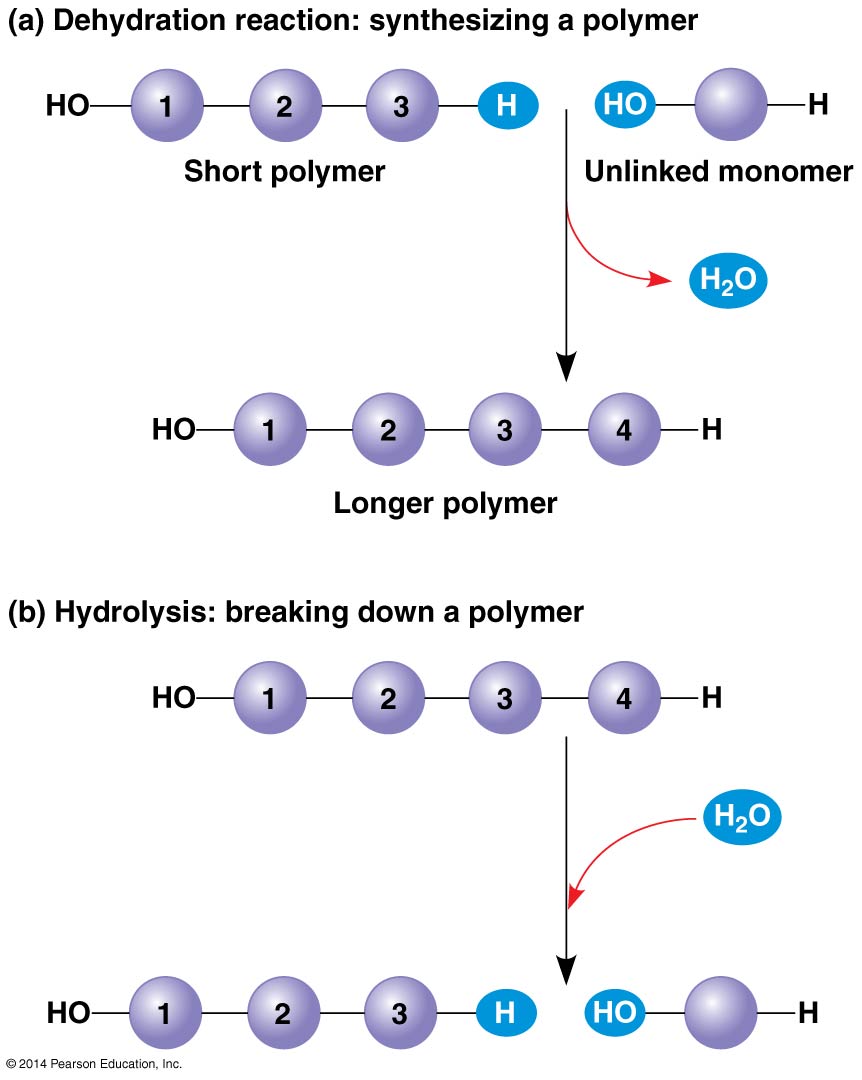 (a) Dehydration reaction: synthesizing a polymer
HO 1 2 3 H HO H
Short polymer Unlinked monomer
H₂O
HO 1 2 3 4 H
Longer polymer
(b) Hydrolysis: breaking down a polymer
HO 1 2 3 4 H
H₂O
HO 1 2 3 H HO H
© 2014 Pearson Education, Inc.